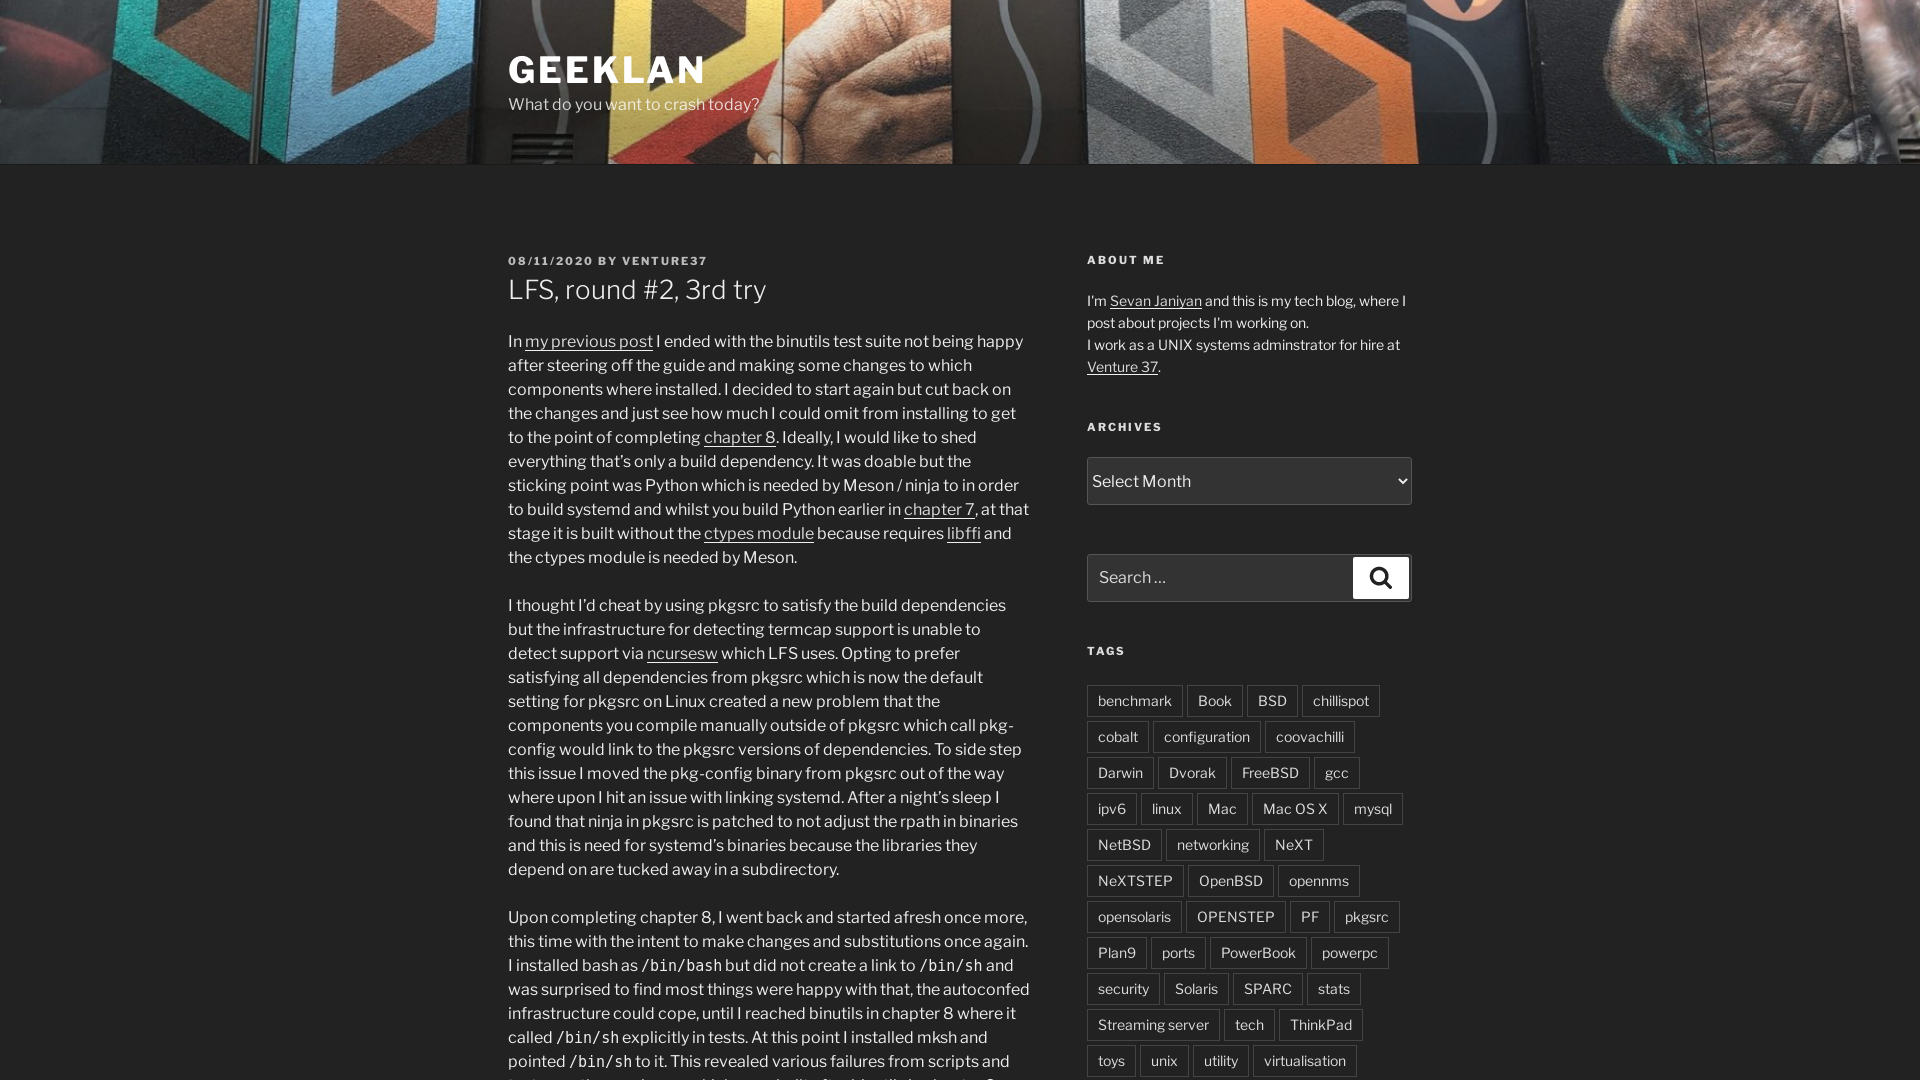 GEEKLAN
What do you want to crash today?
08/11/2020 BY VENTURE37
LFS, round #2, 3rd try
In my previous post I ended with the binutils test suite not being happy
after steering off the guide and making some changes to which
components where installed. I decided to start again but cut back on
the changes and just see how much I could omit from installing to get
to the point of completing chapter 8. Ideally, I would like to shed
everything that’s only a build dependency. It was doable but the
sticking point was Python which is needed by Meson / ninja to in order
to build systemd and whilst you build Python earlier in chapter 7, at that
stage it is built without the ctypes module because requires libffi and
the ctypes module is needed by Meson.
I thought I’d cheat by using pkgsrc to satisfy the build dependencies
but the infrastructure for detecting termcap support is unable to
detect support via ncursesw which LFS uses. Opting to prefer
satisfying all dependencies from pkgsrc which is now the default
setting for pkgsrc on Linux created a new problem that the
components you compile manually outside of pkgsrc which call pkg-
config would link to the pkgsrc versions of dependencies. To side step
this issue I moved the pkg-config binary from pkgsrc out of the way
where upon I hit an issue with linking systemd. After a night’s sleep I
found that ninja in pkgsrc is patched to not adjust the rpath in binaries
and this is need for systemd’s binaries because the libraries they
depend on are tucked away in a subdirectory.
Upon completing chapter 8, I went back and started afresh once more,
this time with the intent to make changes and substitutions once again.
I installed bash as /bin/bash but did not create a link to /bin/sh and
was surprised to find most things were happy with that, the autoconfed
infrastructure could cope, until I reached binutils in chapter 8 where it
called /bin/sh explicitly in tests. At this point I installed mksh and
pointed /bin/sh to it. This revealed various failures from scripts and
ABOUT ME
I'm Sevan Janiyan and this is my tech blog, where I
post about projects I'm working on.
I work as a UNIX systems adminstrator for hire at
Venture 37.
ARCHIVES
Select Month
Search …
TAGS
benchmark Book BSD chillispot
cobalt configuration coovachilli
Darwin Dvorak FreeBSD gcc
ipv6 linux Mac Mac OS X mysql
NetBSD networking NeXT
NeXTSTEP OpenBSD opennms
opensolaris OPENSTEP PF pkgsrc
Plan9 ports PowerBook powerpc
security Solaris SPARC stats
Streaming server tech ThinkPad
toys unix utility virtualisation